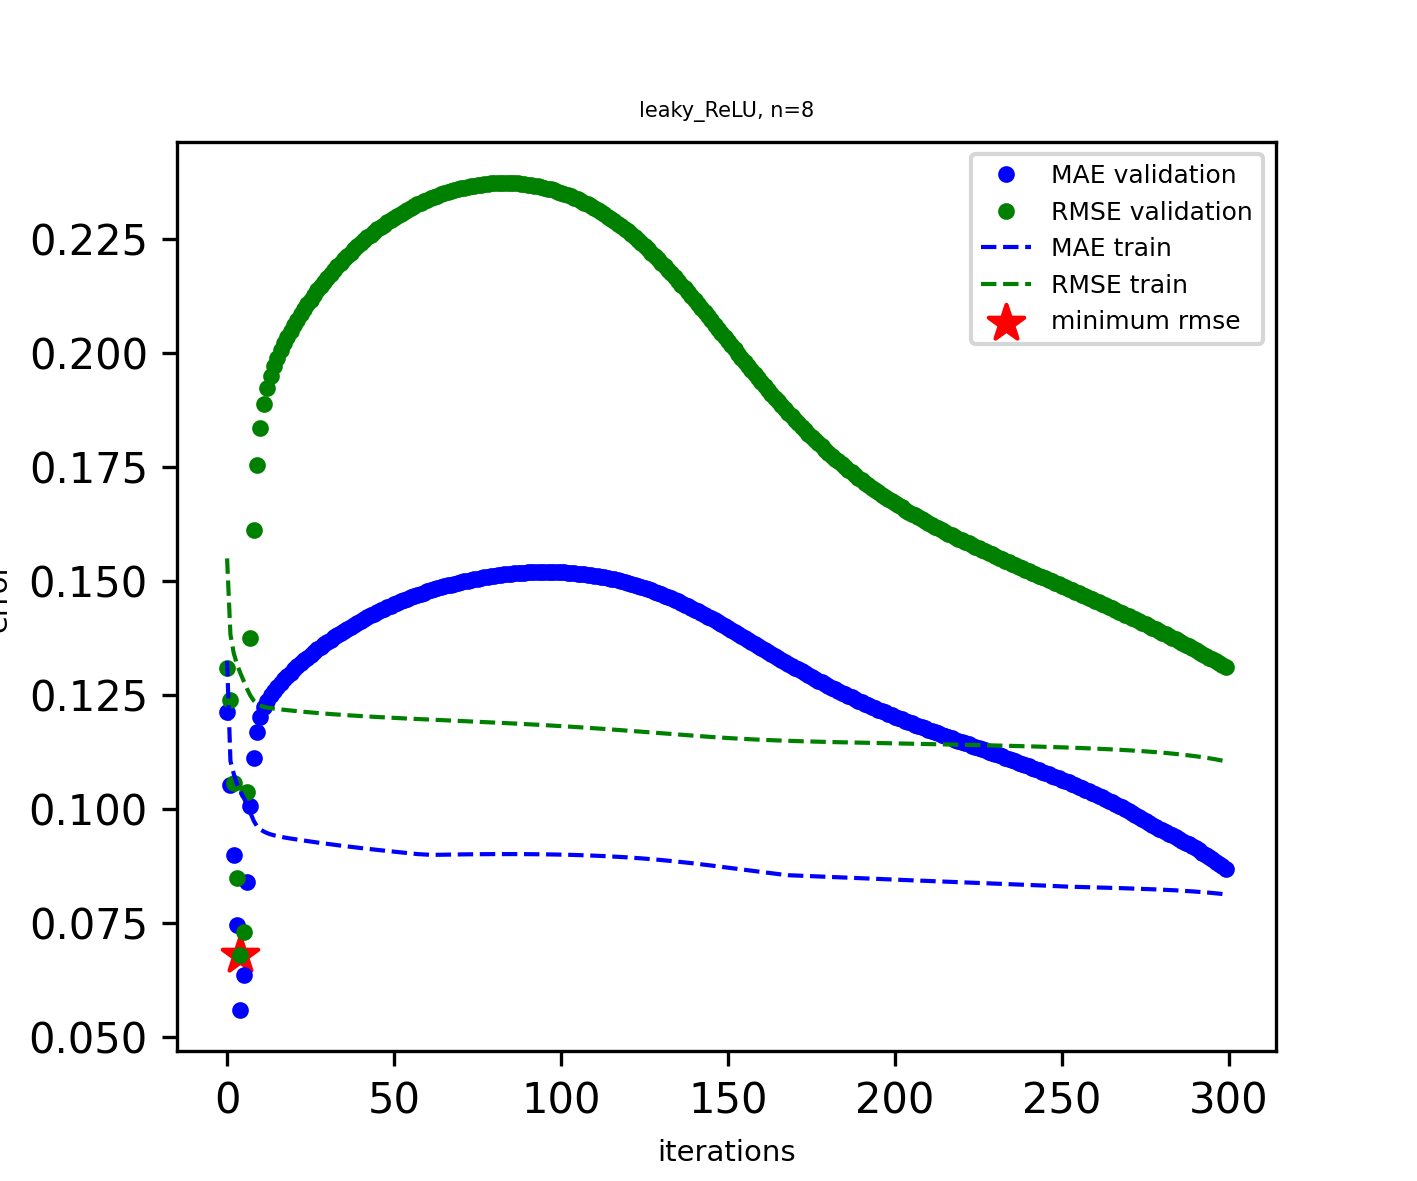 leaky_ReLU, n=8
MAE validation
RMSE validation
MAE train
RMSE train
minimum rmse
0.225
0.200
0.175
0.150
0.125
0.100
0.075
0.050
0 50 100 150 200 250 300
iterations